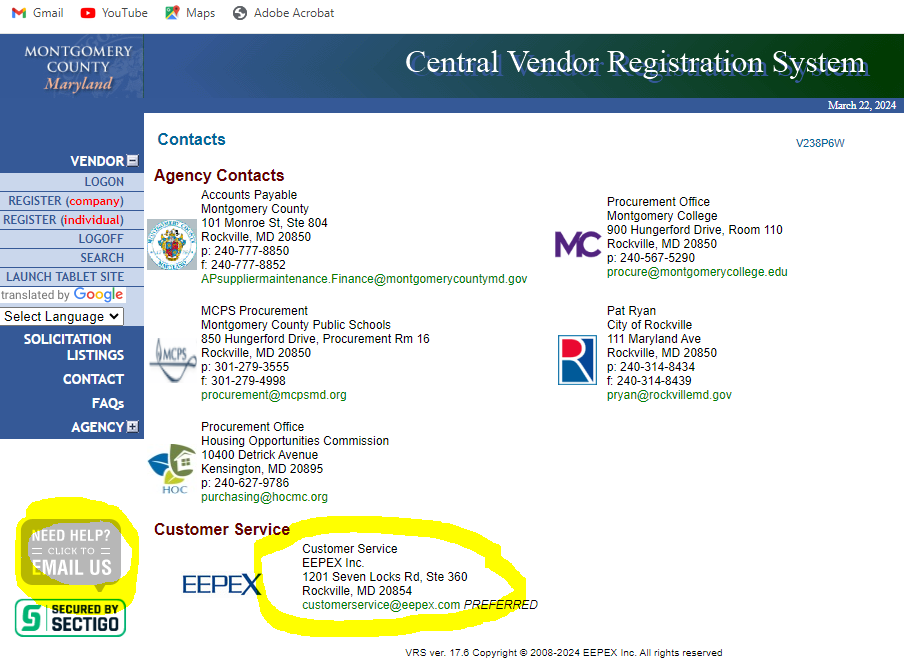 Gmail
YouTube
Maps
Adobe Acrobat
MONTGOMERY
COUNTY
Maryland
Central Vendor Registration System
March 22, 2024
VENDOR
LOGON
REGISTER (company)
REGISTER (individual)
LOGOFF
SEARCH
LAUNCH TABLET SITE
translated by Google
Select Language
SOLICITATION
LISTINGS
CONTACT
FAQs
AGENCY
Contacts
V238P6W
Agency Contacts
Accounts Payable
Montgomery County
101 Monroe St, Ste 804
Rockville, MD 20850
p: 240-777-8850
f: 240-777-8852
APsuppliermaintenance.Finance@montgomerycountymd.gov
MC
Procurement Office
Montgomery College
900 Hungerford Drive, Room 110
Rockville, MD 20850
p: 240-567-5290
procure@montgomerycollege.edu
MCPS
MCPS Procurement
Montgomery County Public Schools
850 Hungerford Drive, Procurement Rm 16
Rockville, MD 20850
p: 301-279-3555
f: 301-279-4998
procurement@mcpsmd.org
R
Pat Ryan
City of Rockville
111 Maryland Ave
Rockville, MD 20850
p: 240-314-8434
f: 240-314-8439
pryan@rockvillemd.gov
HOC
Procurement Office
Housing Opportunities Commission
10400 Detrick Avenue
Kensington, MD 20895
p: 240-627-9786
purchasing@hocmc.org
Customer Service
EEPEX
Customer Service
EEPEX Inc.
1201 Seven Locks Rd, Ste 360
Rockville, MD 20854
customerservice@eepex.com PREFERRED
NEED HELP?
CLICK TO
EMAIL US
S
SECURED BY
SECTIGO
VRS ver. 17.6 Copyright © 2008-2024 EEPEX Inc. All rights reserved